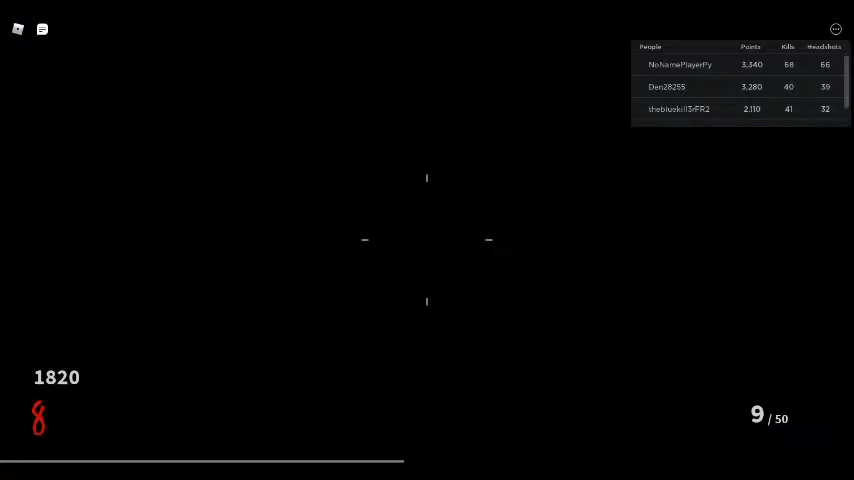 People Points Kills Headshots
NoNamePlayerPy 3,340 68 66
Den28255 3,280 40 39
thebluekill3rFR2 2,110 41 32
1820
8
9 / 50